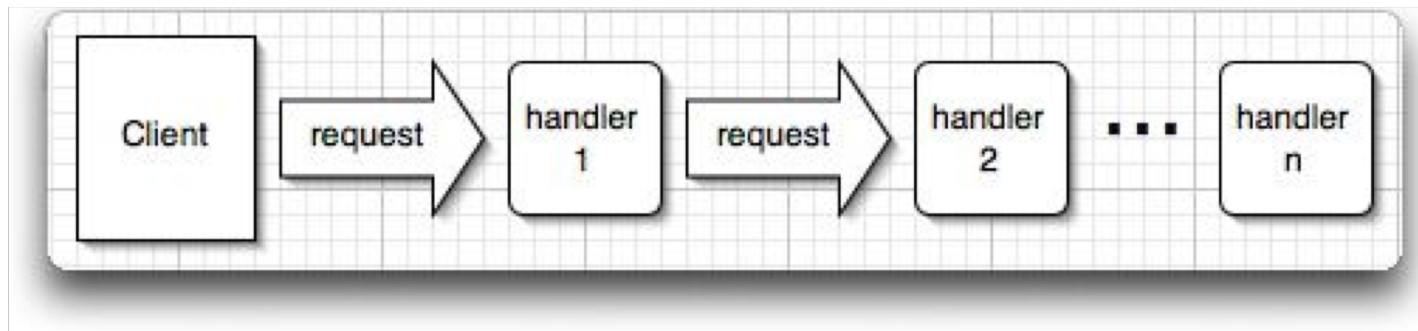 Client
request
handler
1
request
handler
2
...
handler
n